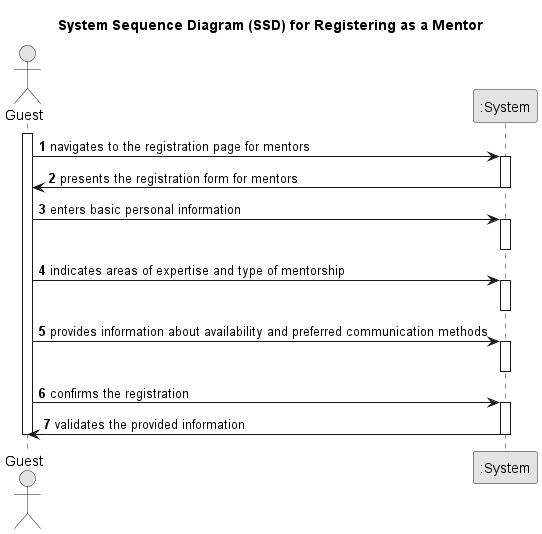 System Sequence Diagram (SSD) for Registering as a Mentor
Guest
:System
1 navigates to the registration page for mentors
2 presents the registration form for mentors
3 enters basic personal information
4 indicates areas of expertise and type of mentorship
5 provides information about availability and preferred communication methods
6 confirms the registration
7 validates the provided information
Guest
:System